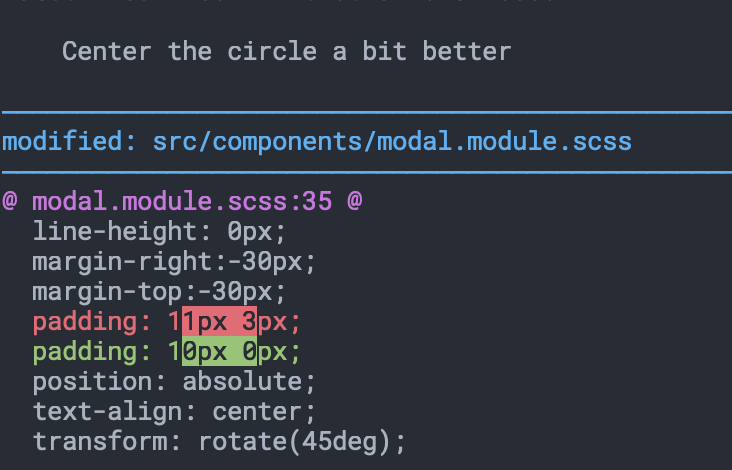 Center the circle a bit better
modified: src/components/modal.module.scss
@ modal.module.scss:35 @
line-height: 0px;
margin-right:-30px;
margin-top:-30px;
padding: 11px 3px;
padding: 10px 0px;
position: absolute;
text-align: center;
transform: rotate(45deg);